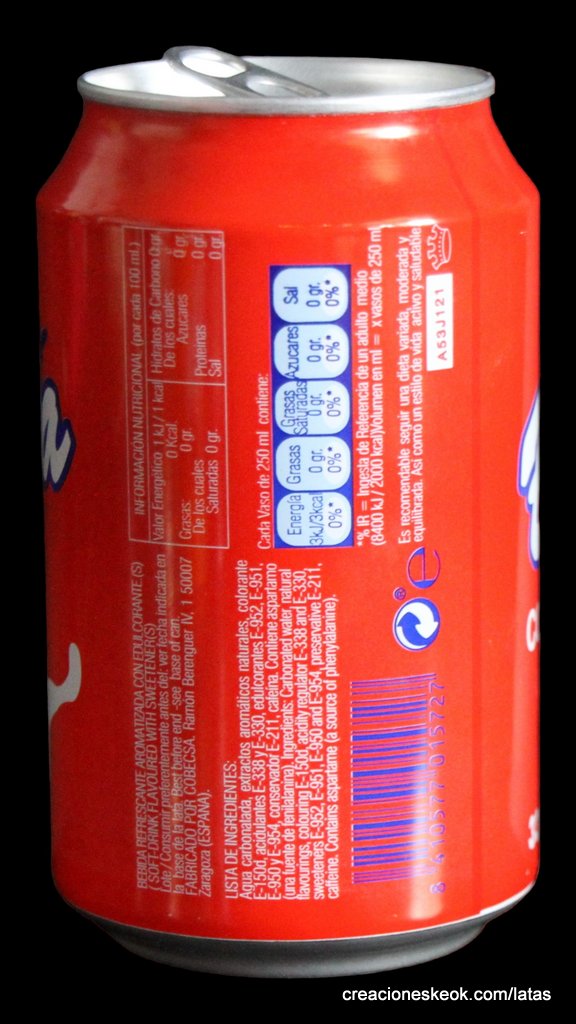 BEBIDA REFRESCANTE AROMATIZADA CON EDULCORANTE (S)
SOFT DRINK FLAVOURED WITH SWEETENER(S)
Lote / Consumir preferentemente antes del: ver fecha indicada en
la base de la lata. Best before end -see base of can.
FABRICADO POR COBECSA. Ramón Berenguer IV, 1 50007
Zaragoza (ESPAÑA).
LISTA DE INGREDIENTES:
Agua carbonatada, extractos aromáticos naturales, colorante
E-150d, acidulantes E-338 y E-330, edulcorantes E-952, E-951,
E-950 y E-954, conservador E-211, cafeína. Contiene aspartamo
(una fuente de fenilalanina). Ingredients: Carbonated water, natural
flavourings, colouring E-150d, acidity regulator E-338 and E-330,
sweeteners E-952, E-951, E-950 and E-954, preservative E-211,
caffeine. Contains aspartame (a source of phenylalanine).
8 410577 015727
INFORMACIÓN NUTRICIONAL (por cada 100 ml.)
Valor Energético 1 kJ / 1 kcal
0 Kcal.
Grasas: 0 gr.
De los cuales
Saturadas 0 gr.
Hidratos de Carbono 0 gr.
De los cuales:
Azúcares 0 gr.
Proteinas 0 gr.
Sal 0 gr.
Cada Vaso de 250 ml contiene:
Energía
3kJ/3kcal
0%*
Grasas
0 gr.
0%*
Grasas
Saturadas
0 gr.
0%*
Azucares
0 gr.
0%*
Sal
0 gr.
0%*
*% IR = Ingesta de Referencia de un adulto medio
(8400 kJ / 2000 kcal)Volumen en ml = x vasos de 250 ml
Es recomendable seguir una dieta variada, moderada y
equilibrada. Así como un estilo de vida activo y saludable
® e
A53J121
creacioneskeok.com/latas